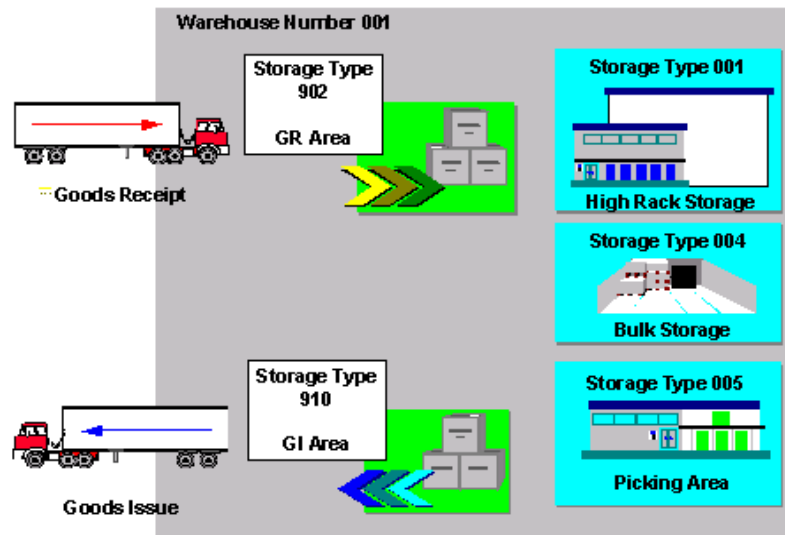 Warehouse Number 001
Storage Type
902
GR Area
Goods Receipt
Storage Type 001
High Rack Storage
Storage Type 004
Bulk Storage
Storage Type
910
GI Area
Goods Issue
Storage Type 005
Picking Area